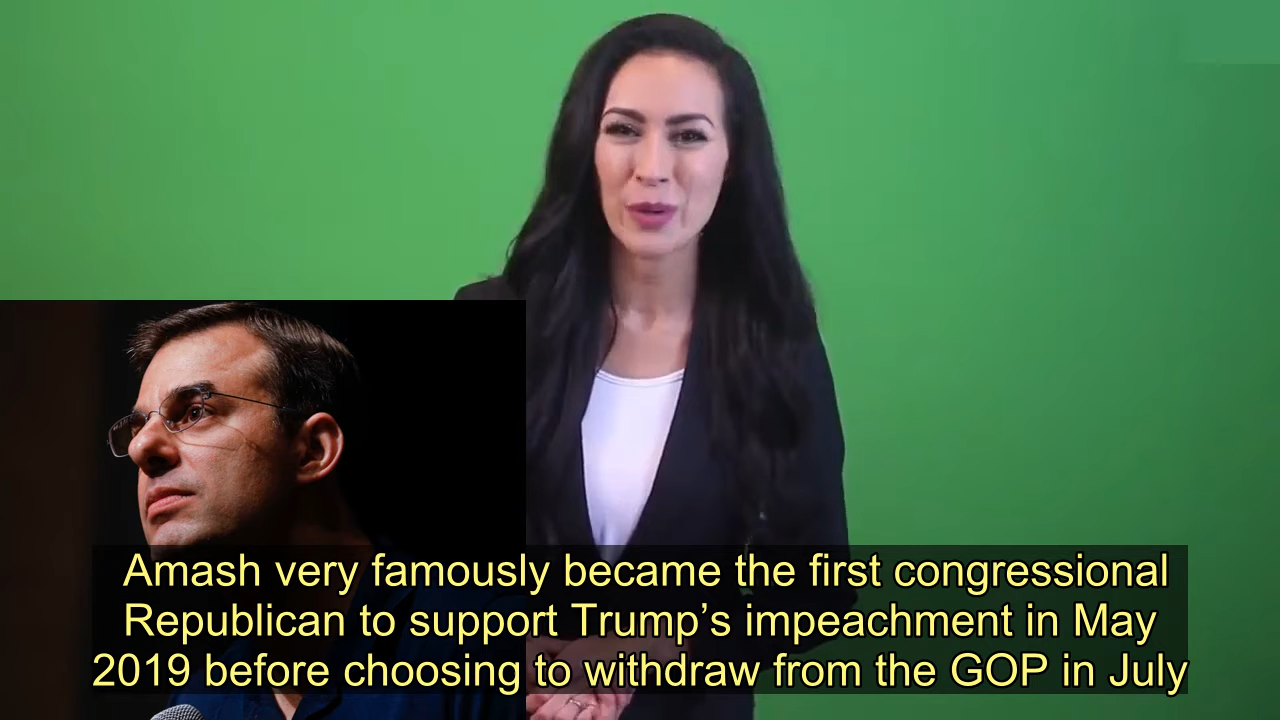 Amash very famously became the first congressional
Republican to support Trump’s impeachment in May
2019 before choosing to withdraw from the GOP in July